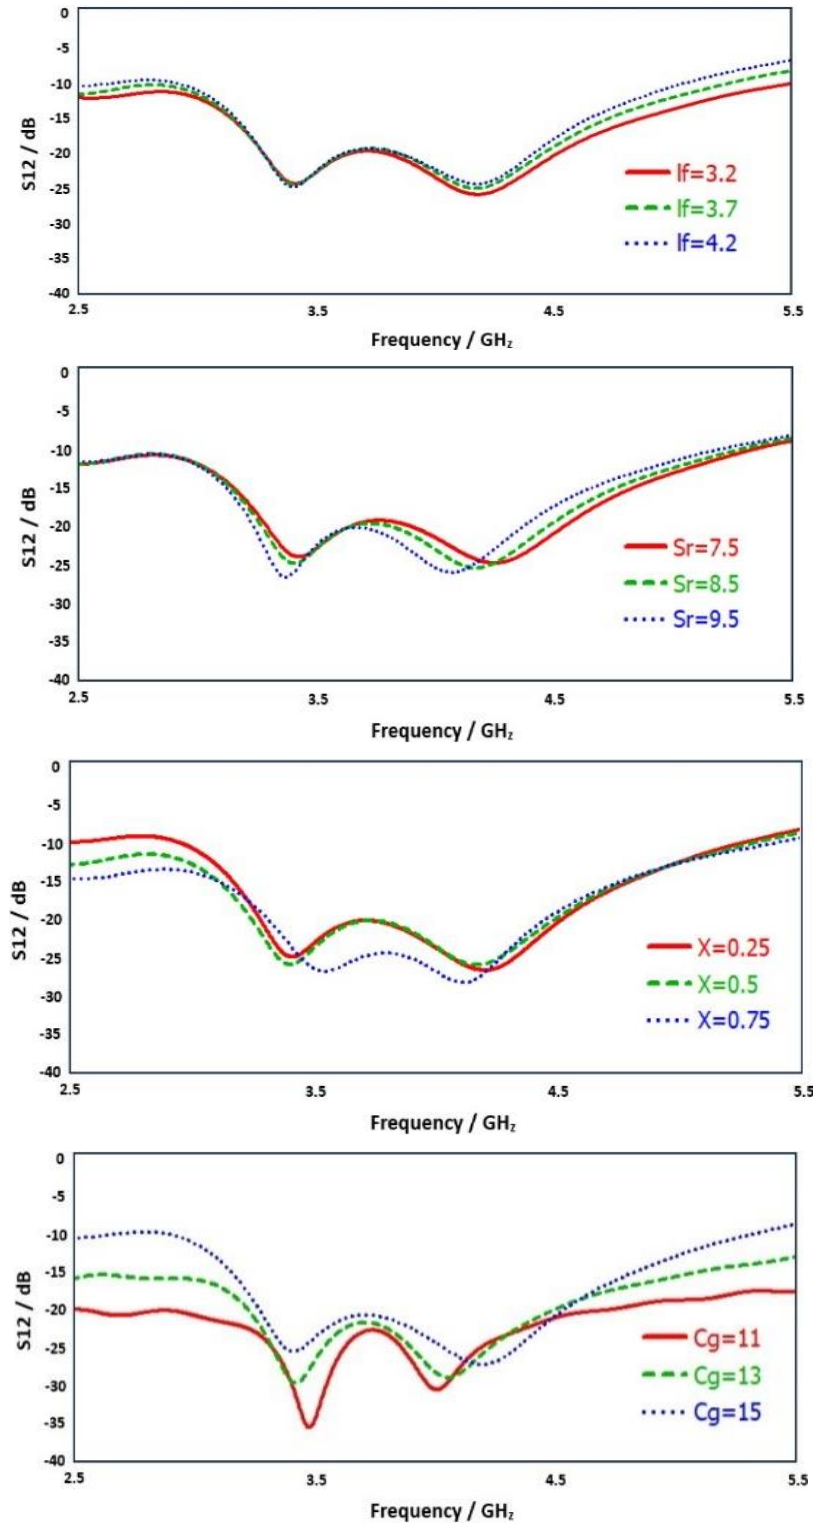 0
-5
-10
-15
-20
-25
-30
-35
-40
S12 / dB
lf=3.2
lf=3.7
lf=4.2
2.5 3.5 4.5 5.5
Frequency / GHz
0
-5
-10
-15
-20
-25
-30
-35
-40
S12 / dB
Sr=7.5
Sr=8.5
Sr=9.5
2.5 3.5 4.5 5.5
Frequency / GHz
0
-5
-10
-15
-20
-25
-30
-35
-40
S12 / dB
X=0.25
X=0.5
X=0.75
2.5 3.5 4.5 5.5
Frequency / GHz
0
-5
-10
-15
-20
-25
-30
-35
-40
S12 / dB
Cg=11
Cg=13
Cg=15
2.5 3.5 4.5 5.5
Frequency / GHz